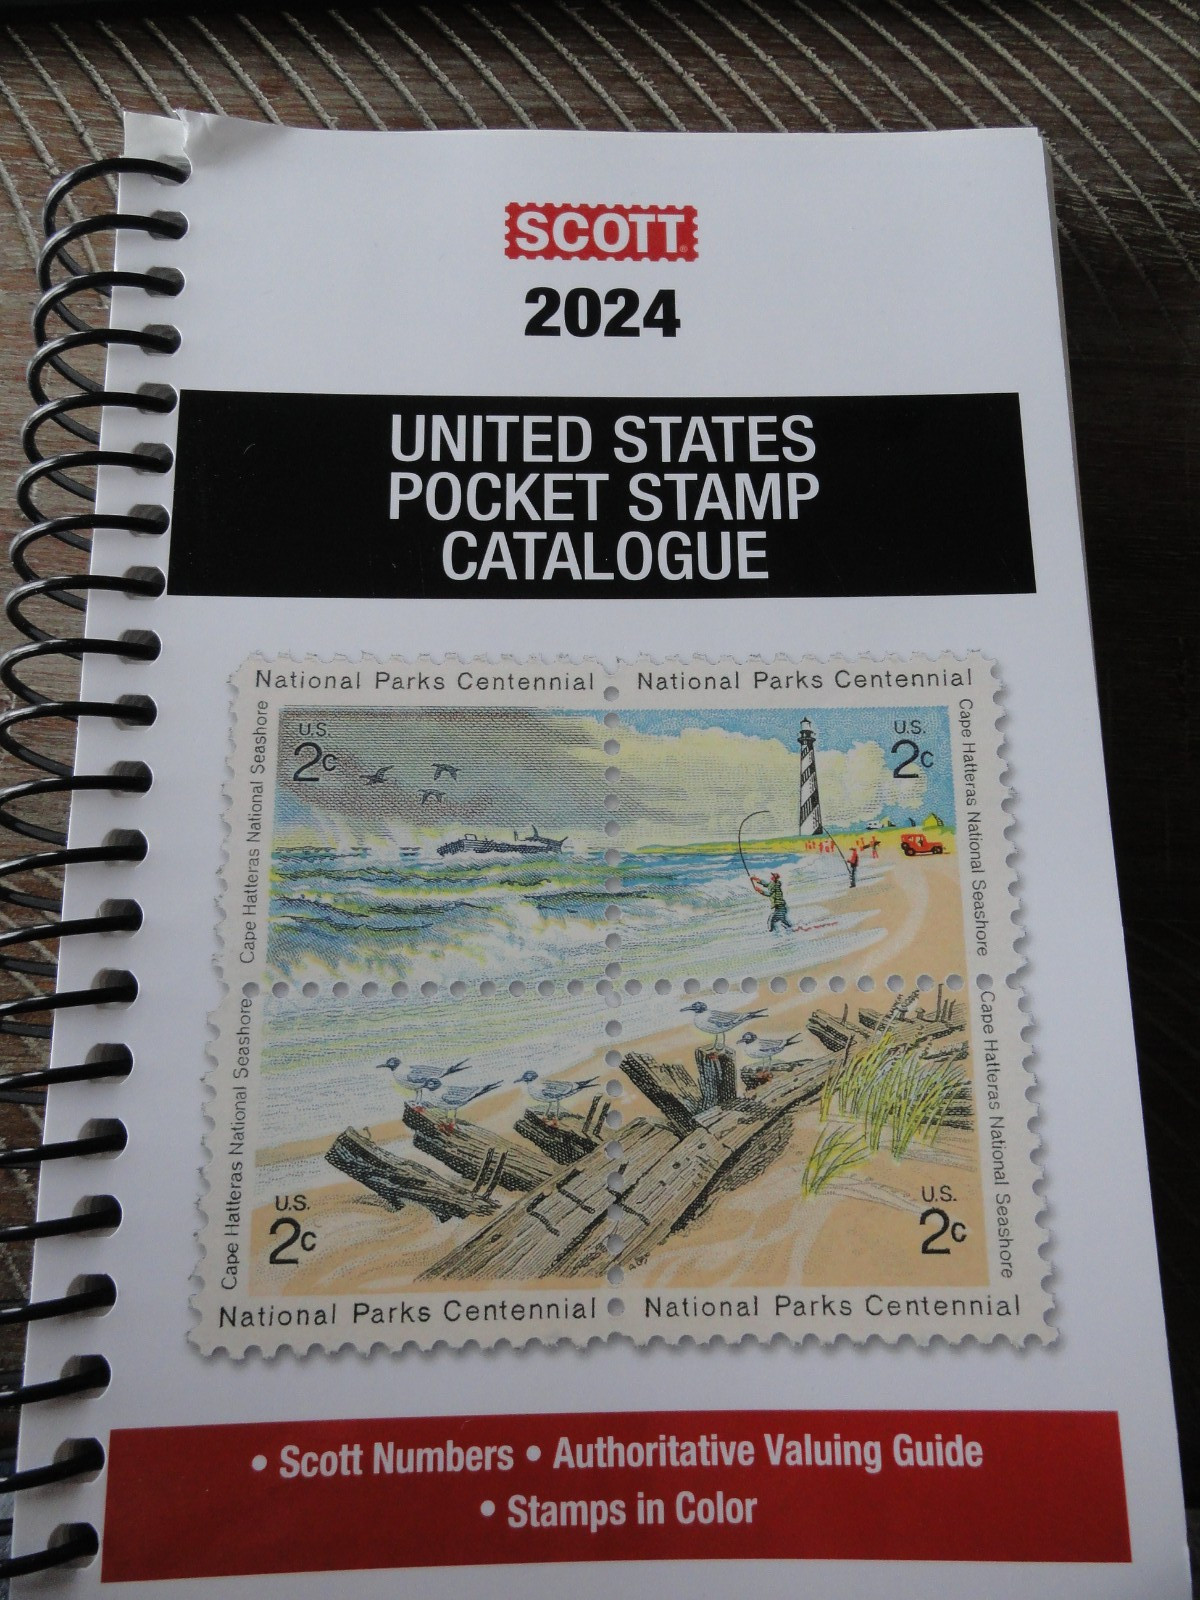 SCOTT®
2024
UNITED STATES
POCKET STAMP
CATALOGUE
National Parks Centennial
National Parks Centennial
Cape Hatteras National Seashore
U.S.
2c
U.S.
2c
Cape Hatteras National Seashore
Cape Hatteras National Seashore
U.S.
2c
U.S.
2c
Cape Hatteras National Seashore
National Parks Centennial
National Parks Centennial
• Scott Numbers • Authoritative Valuing Guide
• Stamps in Color